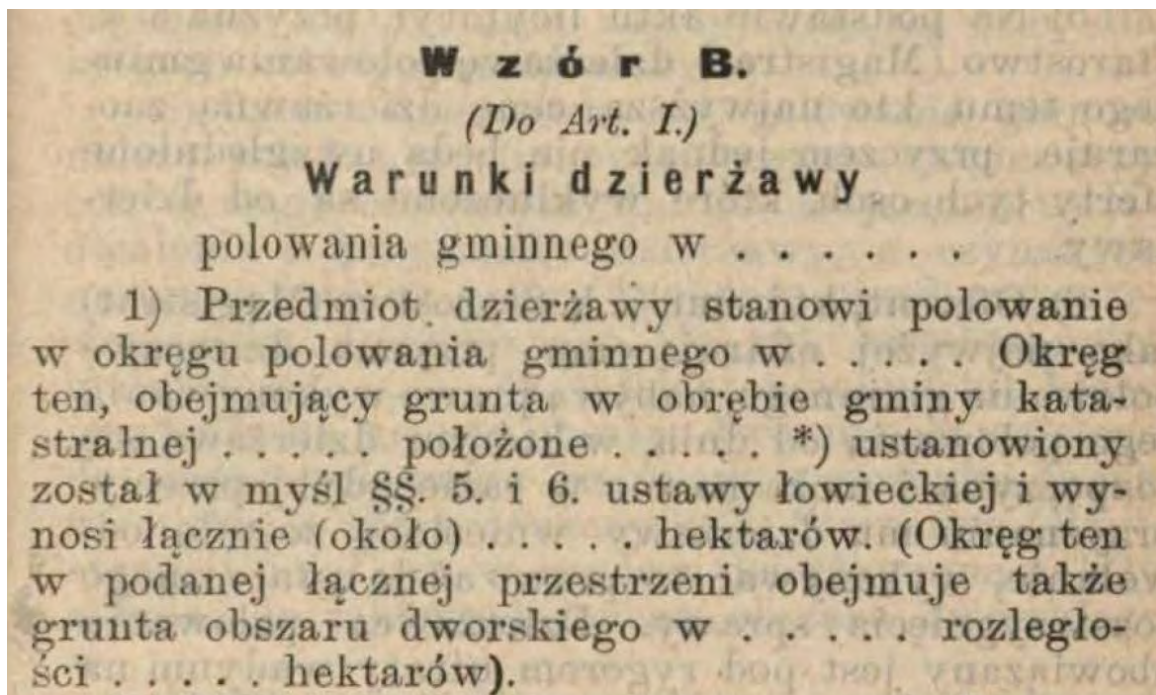 Wzór B.
(Do Art. I.)
Warunki dzierżawy
polowania gminnego w . . . . . .
1) Przedmiot dzierżawy stanowi polowanie
w okręgu polowania gminnego w . . . . . Okręg
ten, obejmujący grunta w obrębie gminy kata-
stralnej . . . . . położone . . . . . *) ustanowiony
został w myśl §§. 5. i 6. ustawy łowieckiej i wy-
nosi łącznie (około) . . . . . hektarów. (Okręg ten
w podanej łącznej przestrzeni obejmuje także
grunta obszaru dworskiego w . . . . . rozległo-
ści . . . . . hektarów).